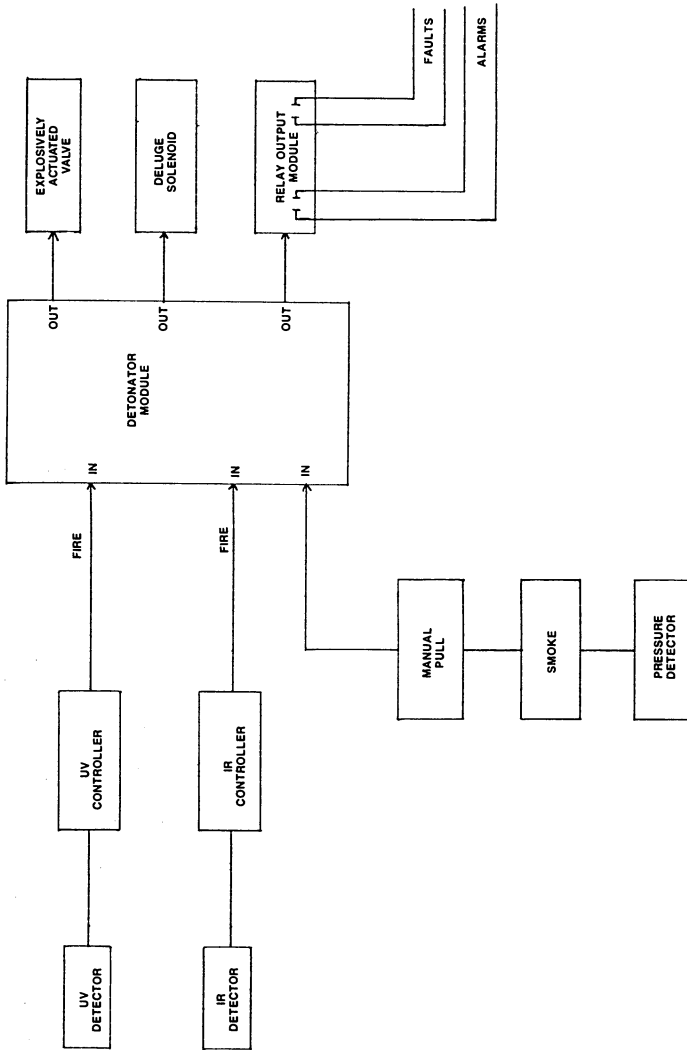 UV
DETECTOR
UV
CONTROLLER
FIRE
IN
IR
DETECTOR
IR
CONTROLLER
FIRE
IN
IN
DETONATOR
MODULE
OUT
OUT
OUT
EXPLOSIVELY
ACTUATED
VALVE
DELUGE
SOLENOID
RELAY OUTPUT
MODULE
FAULTS
ALARMS
MANUAL
PULL
SMOKE
PRESSURE
DETECTOR